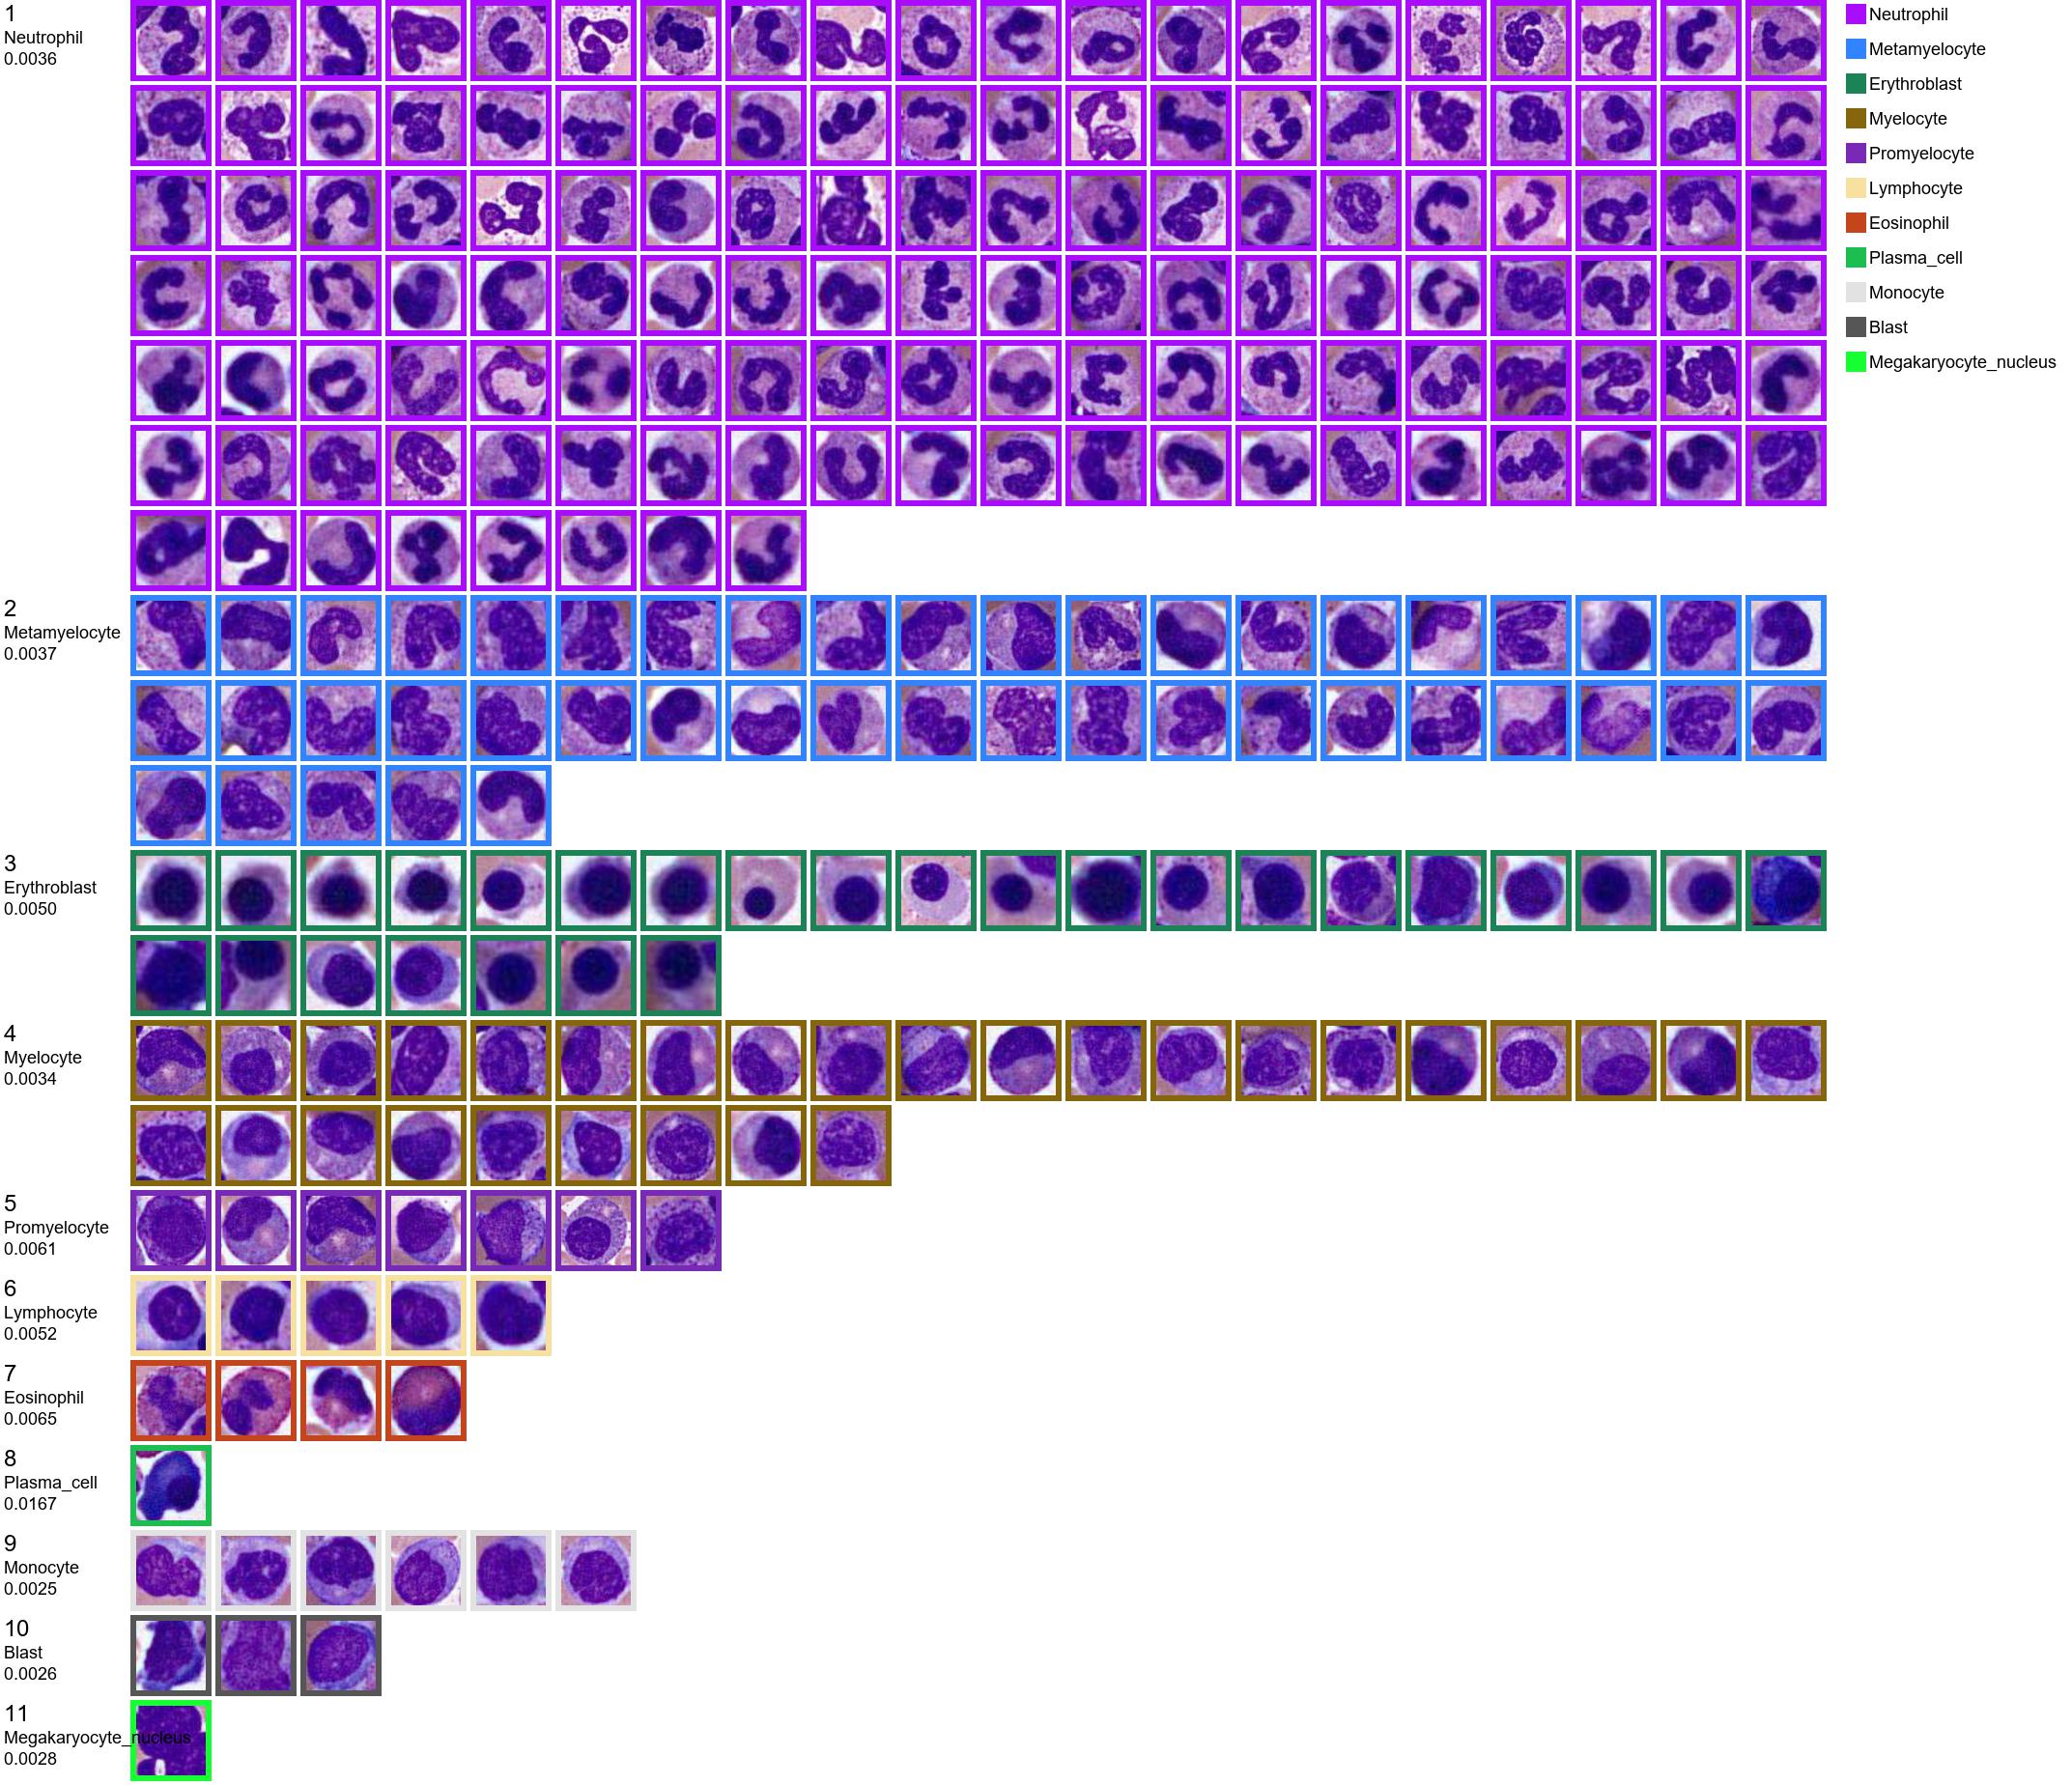 1
Neutrophil
0.0036
2
Metamyelocyte
0.0037
3
Erythroblast
0.0050
4
Myelocyte
0.0034
5
Promyelocyte
0.0061
6
Lymphocyte
0.0052
7
Eosinophil
0.0065
8
Plasma_cell
0.0167
9
Monocyte
0.0025
10
Blast
0.0026
11
Megakaryocyte_nucleus
0.0028
Neutrophil
Metamyelocyte
Erythroblast
Myelocyte
Promyelocyte
Lymphocyte
Eosinophil
Plasma_cell
Monocyte
Blast
Megakaryocyte_nucleus